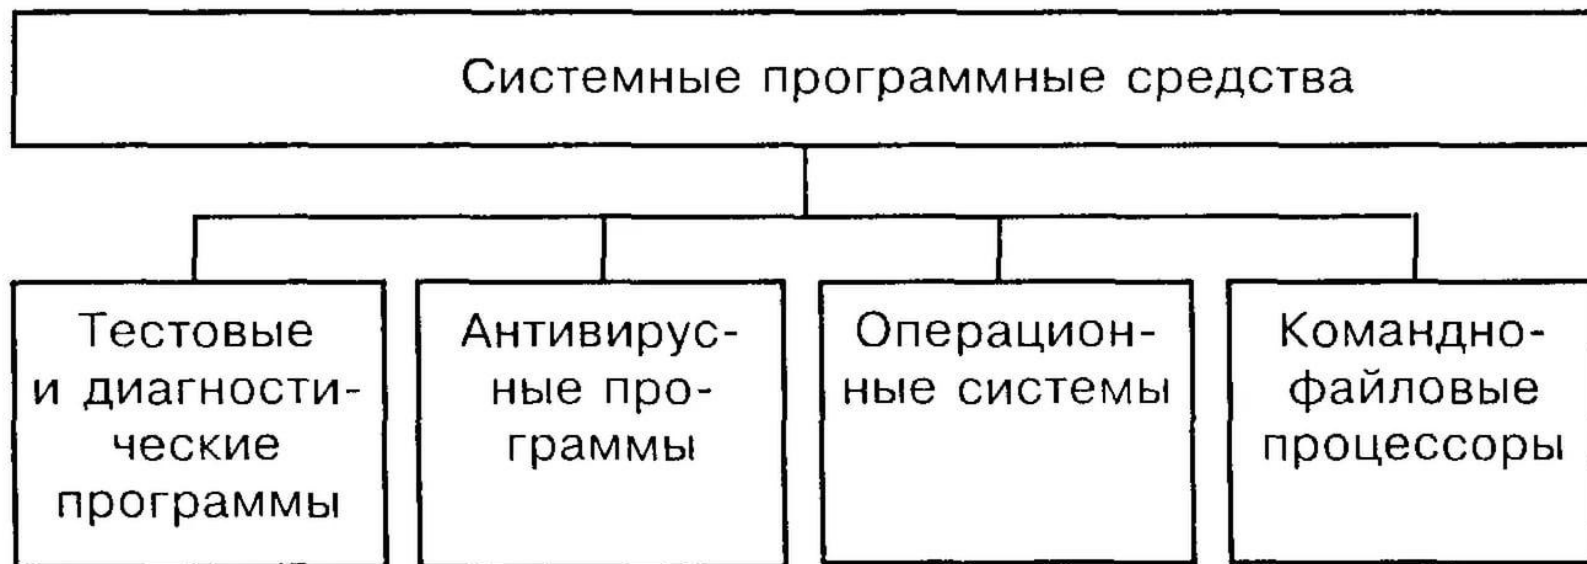 Системные программные средства
Тестовые
и диагности-
ческие
программы
Антивирус-
ные про-
граммы
Операцион-
ные системы
Командно-
файловые
процессоры